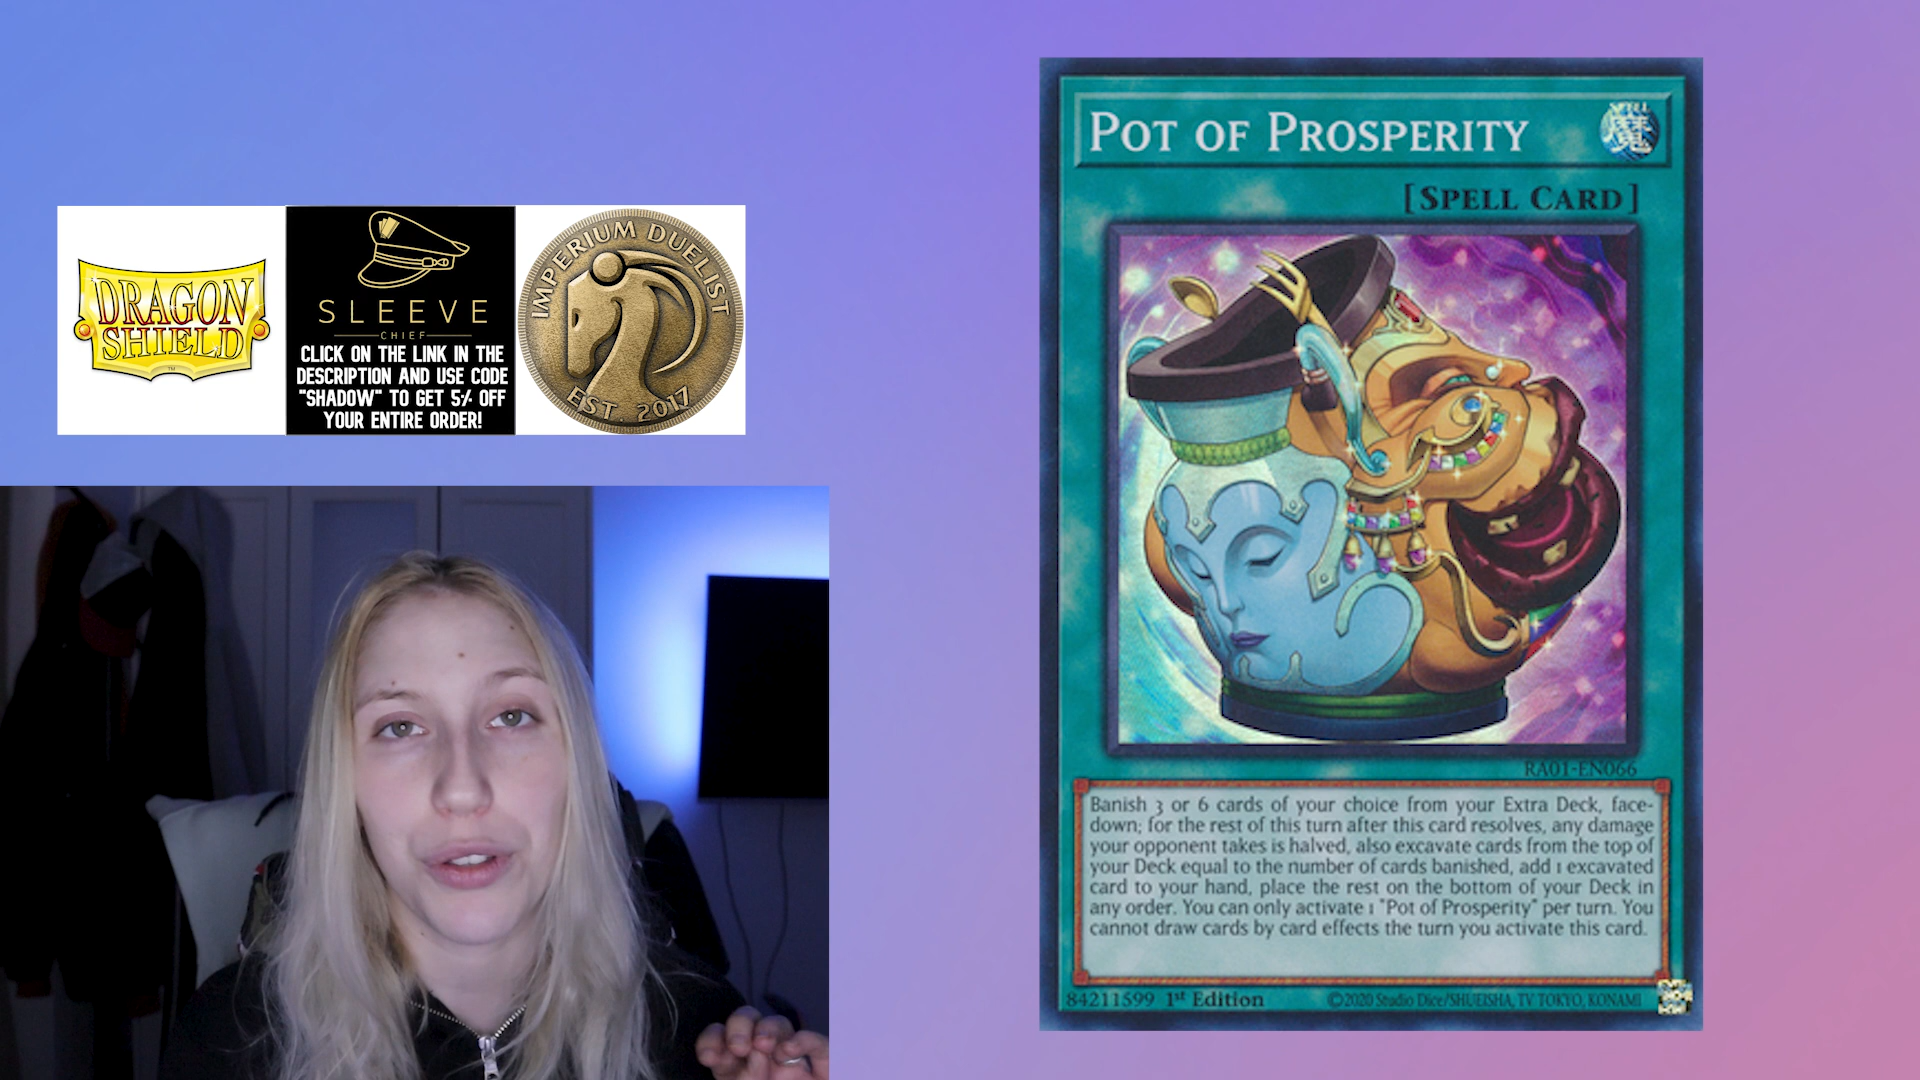 DRAGON
SHIELD
TM
SLEEVE
CHIEF
CLICK ON THE LINK IN THE
DESCRIPTION AND USE CODE
"SHADOW" TO GET 5% OFF
YOUR ENTIRE ORDER!
IMPERIUM DUELIST
EST 2017
POT OF PROSPERITY
SPELL
魔
[SPELL CARD]
RA01-EN066
Banish 3 or 6 cards of your choice from your Extra Deck, face-
down; for the rest of this turn after this card resolves, any damage
your opponent takes is halved, also excavate cards from the top of
your Deck equal to the number of cards banished, add 1 excavated
card to your hand, place the rest on the bottom of your Deck in
any order. You can only activate 1 "Pot of Prosperity" per turn. You
cannot draw cards by card effects the turn you activate this card.
84211599 1st Edition
©2020 Studio Dice/SHUEISHA, TV TOKYO, KONAMI